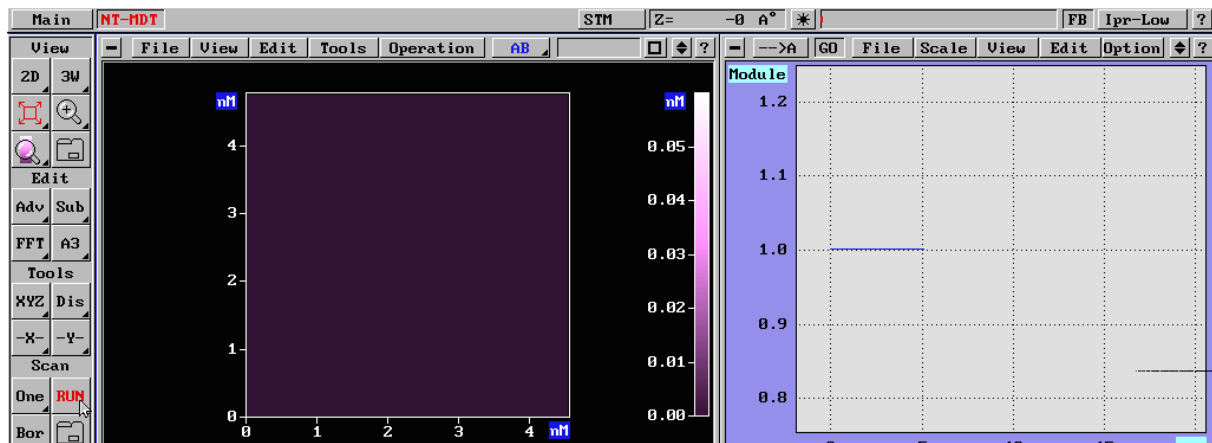 Main NT-MDT STM Z= -0 A° FB Ipr-Low ?
View File View Edit Tools Operation AB ? -->A GO File Scale View Edit Option ?
2D 3W
Edit
Adv Sub
FFT A3
Tools
XYZ Dis
-X- -Y-
Scan
One RUN
Bor
nM
4
3
2
1
0
0 1 2 3 4 nM
nM
0.05
0.04
0.03
0.02
0.01
0.00
Module
1.2
1.1
1.0
0.9
0.8